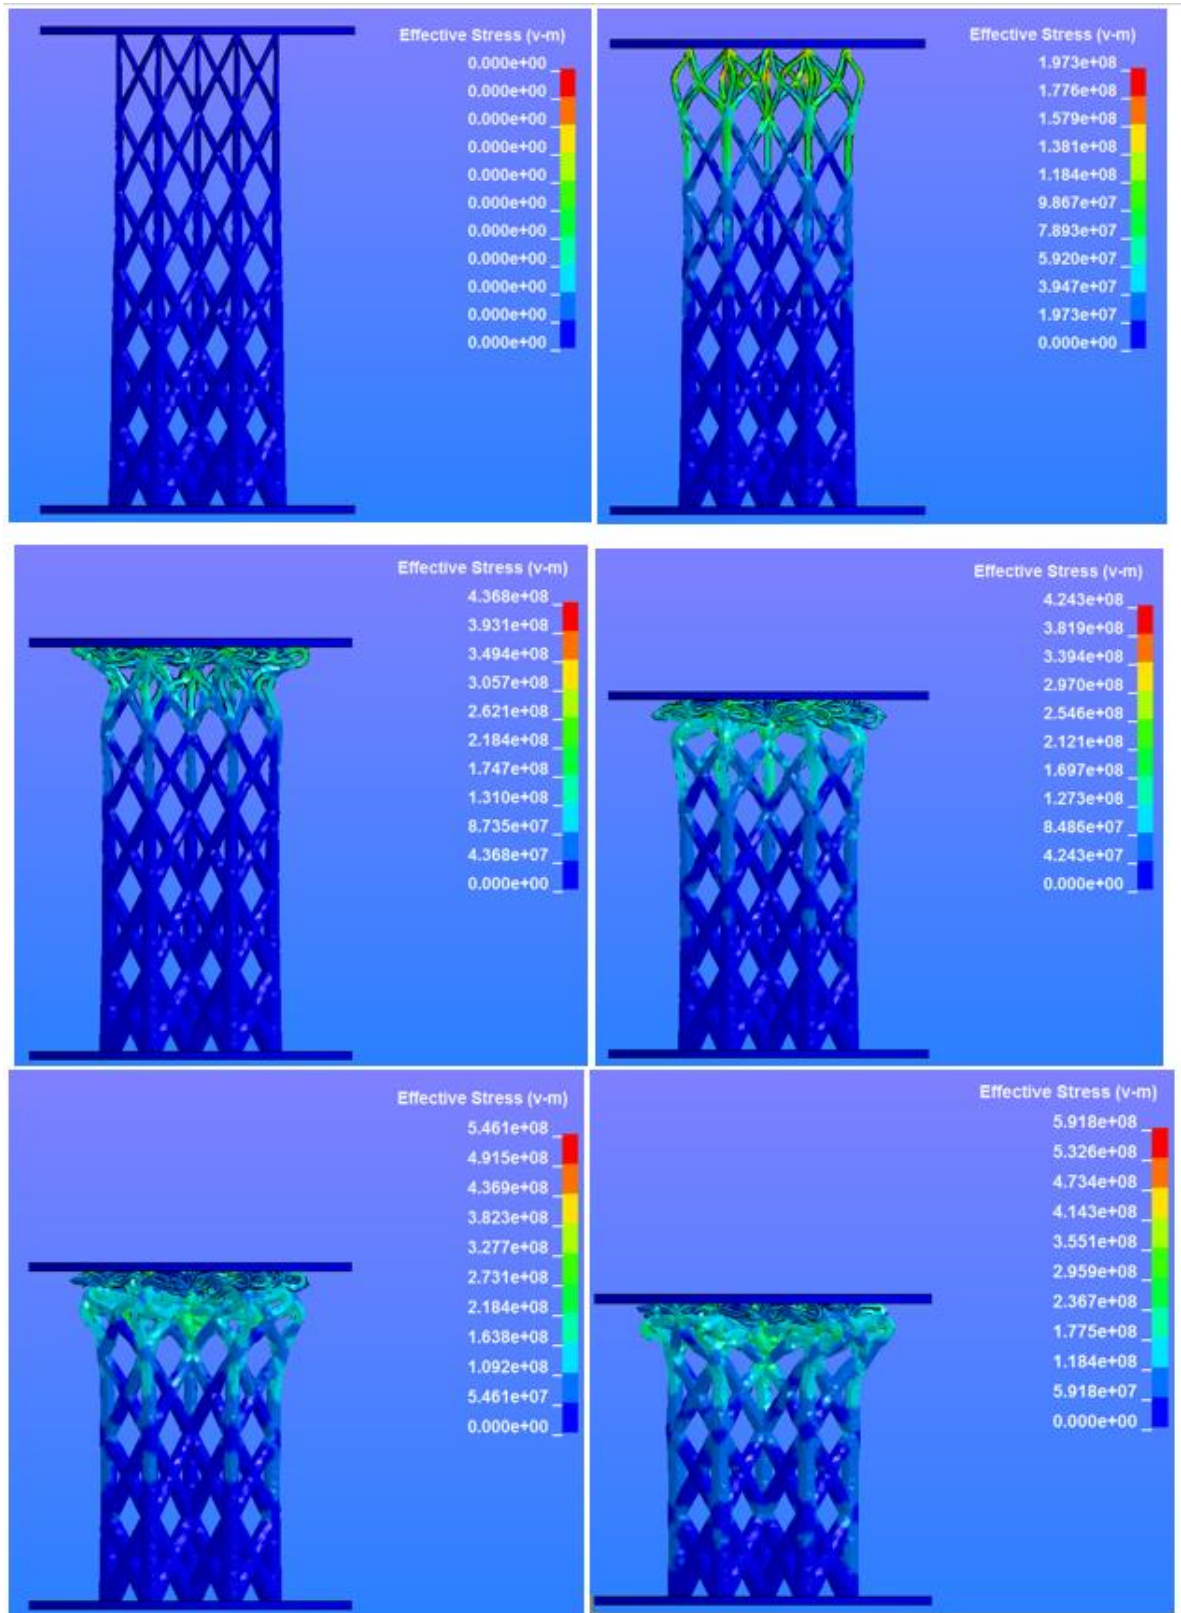 Effective Stress (v-m)
0.000e+00
0.000e+00
0.000e+00
0.000e+00
0.000e+00
0.000e+00
0.000e+00
0.000e+00
0.000e+00
0.000e+00
0.000e+00
Effective Stress (v-m)
1.973e+08
1.776e+08
1.579e+08
1.381e+08
1.184e+08
9.867e+07
7.893e+07
5.920e+07
3.947e+07
1.973e+07
0.000e+00
Effective Stress (v-m)
4.368e+08
3.931e+08
3.494e+08
3.057e+08
2.621e+08
2.184e+08
1.747e+08
1.310e+08
8.735e+07
4.368e+07
0.000e+00
Effective Stress (v-m)
4.243e+08
3.819e+08
3.394e+08
2.970e+08
2.546e+08
2.121e+08
1.697e+08
1.273e+08
8.486e+07
4.243e+07
0.000e+00
Effective Stress (v-m)
5.461e+08
4.915e+08
4.369e+08
3.823e+08
3.277e+08
2.731e+08
2.184e+08
1.638e+08
1.092e+08
5.461e+07
0.000e+00
Effective Stress (v-m)
5.918e+08
5.326e+08
4.734e+08
4.143e+08
3.551e+08
2.959e+08
2.367e+08
1.775e+08
1.184e+08
5.918e+07
0.000e+00